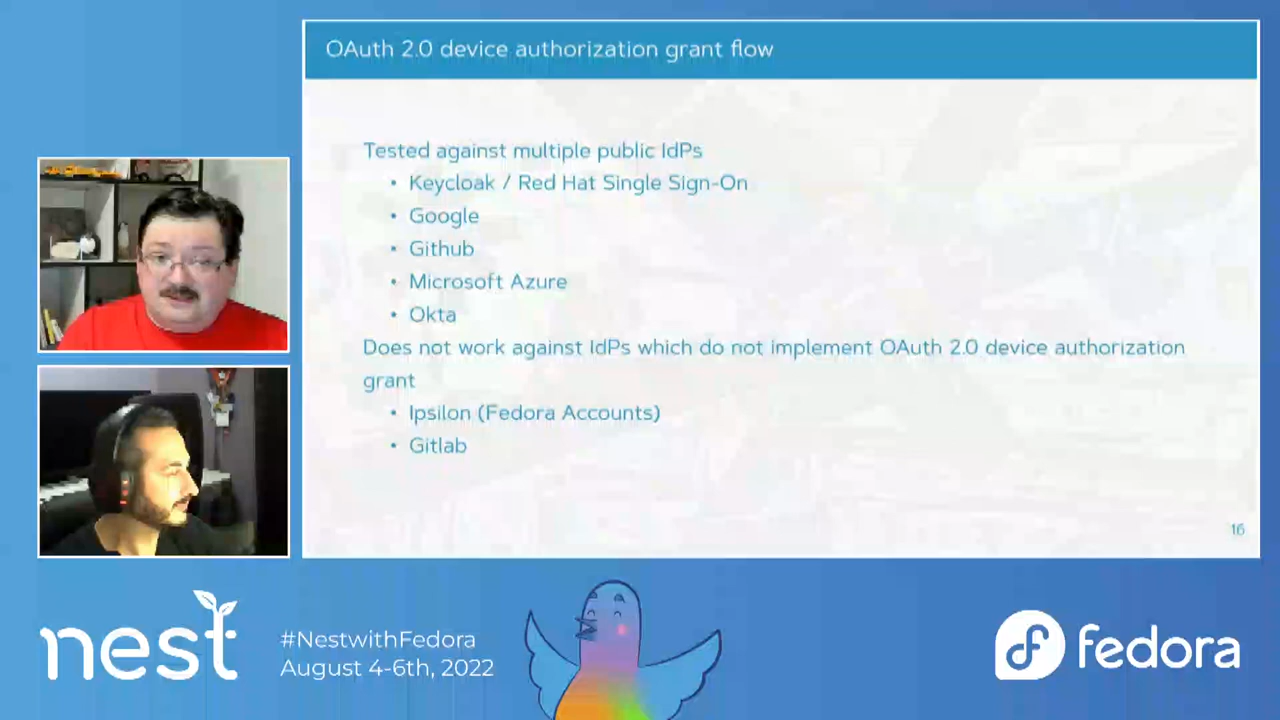 OAuth 2.0 device authorization grant flow
Tested against multiple public IdPs
• Keycloak / Red Hat Single Sign-On
• Google
• Github
• Microsoft Azure
• Okta
Does not work against IdPs which do not implement OAuth 2.0 device authorization
grant
• Ipsilon (Fedora Accounts)
• Gitlab
16
nest
#NestwithFedora
August 4-6th, 2022
fedora